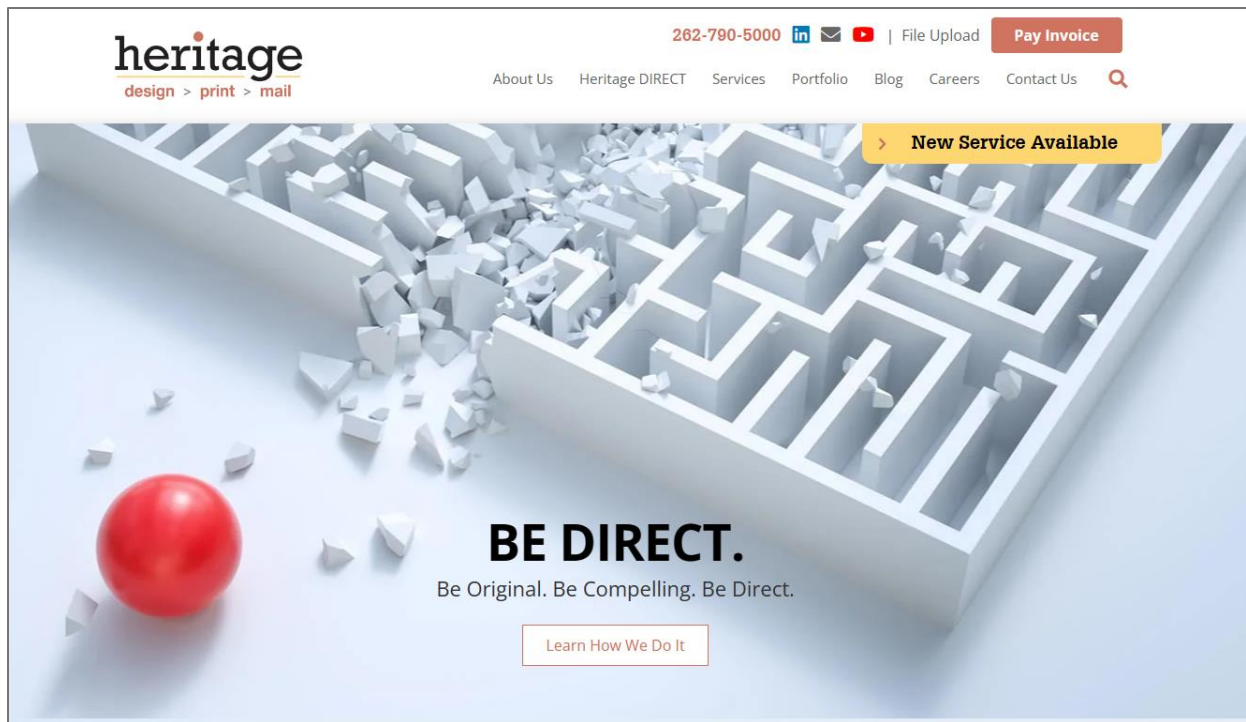 heritage
design > print > mail
262-790-5000 in | File Upload Pay Invoice
About Us Heritage DIRECT Services Portfolio Blog Careers Contact Us
> New Service Available
BE DIRECT.
Be Original. Be Compelling. Be Direct.
Learn How We Do It